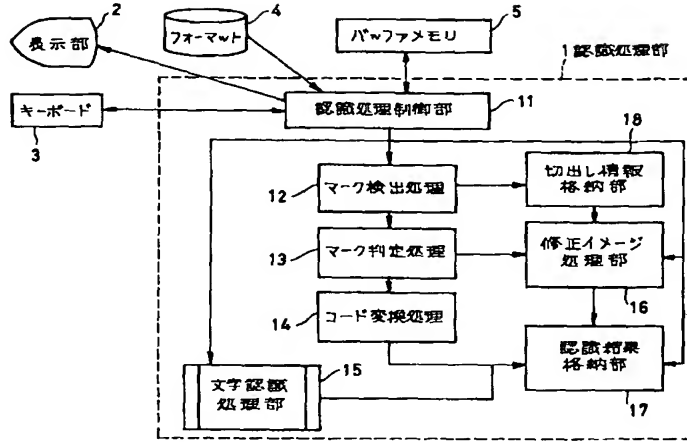 2
表示部
4
フォーマット
5
バッファメモリ
1 認識処理部
キーボード
3
認識処理制御部
11
18
マーク検出処理
12
切出し情報
格納部
マーク判定処理
13
修正イメージ
処理部
16
コード変換処理
14
15
文字認識
処理部
認識結果
格納部
17